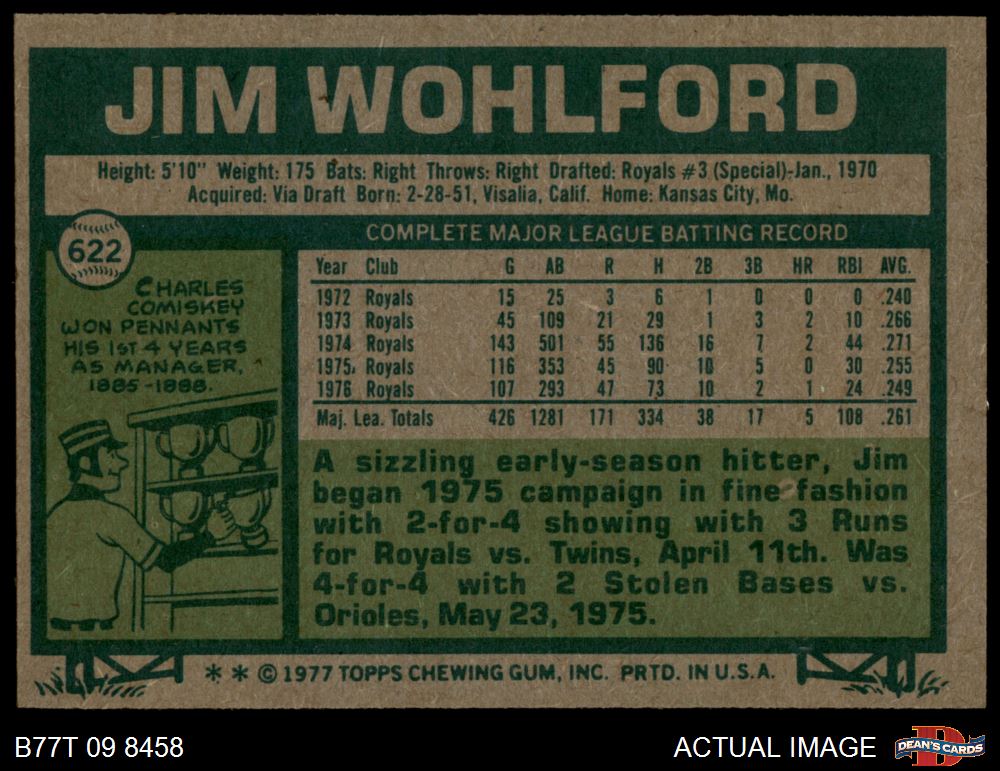 JIM WOHLFORD
Height: 5'10" Weight: 175 Bats: Right Throws: Right Drafted: Royals #3 (Special)-Jan., 1970
Acquired: Via Draft Born: 2-28-51, Visalia, Calif. Home: Kansas City, Mo.
622
CHARLES
COMISKEY
WON PENNANTS
HIS 1ST 4 YEARS
AS MANAGER,
1885-1888.
COMPLETE MAJOR LEAGUE BATTING RECORD
Year Club G AB R H 2B 3B HR RBI AVG.
1972 Royals 15 25 3 6 1 0 0 0 .240
1973 Royals 45 109 21 29 1 3 2 10 .266
1974 Royals 143 501 55 136 16 7 2 44 .271
1975 Royals 116 353 45 90 10 5 0 30 .255
1976 Royals 107 293 47 73 10 2 1 24 .249
Maj. Lea. Totals 426 1281 171 334 38 17 5 108 .261
A sizzling early-season hitter, Jim
began 1975 campaign in fine fashion
with 2-for-4 showing with 3 Runs
for Royals vs. Twins, April 11th. Was
4-for-4 with 2 Stolen Bases vs.
Orioles, May 23, 1975.
* * © 1977 TOPPS CHEWING GUM, INC. PRTD. IN U.S.A.
B77T 09 8458
ACTUAL IMAGE
D
DEAN'S CARDS